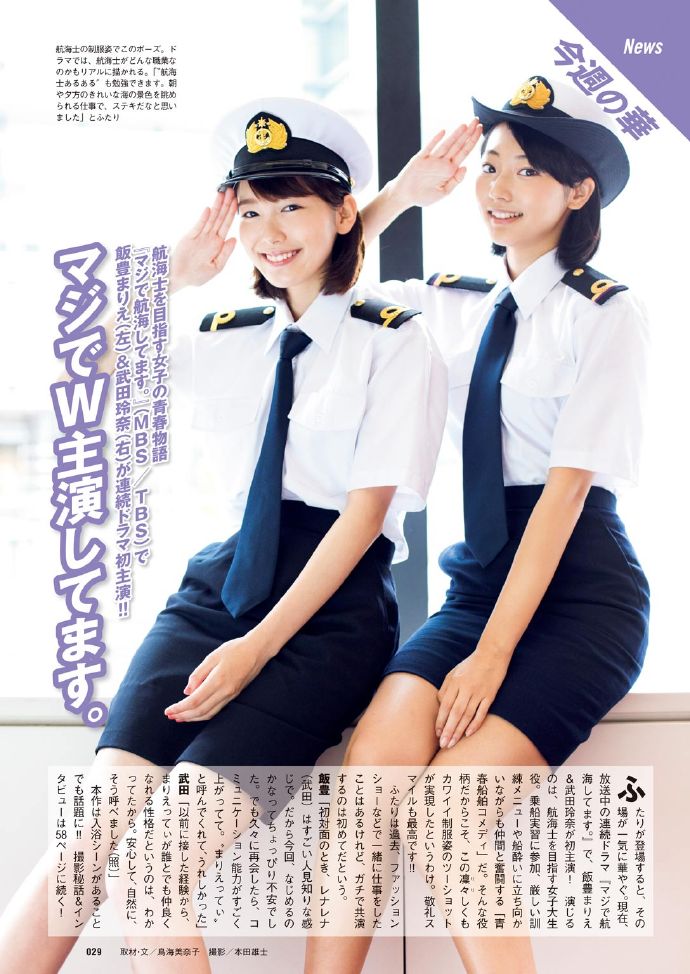 News
今週の華
航海士の制服姿でこのポーズ。ド
ラマでは、航海士がどんな職業な
のかもリアルに描かれる。「“航海
士あるある”も勉強できます。朝
や夕方のきれいな海の景色を眺め
られる仕事で、ステキだなと思い
ました」とふたり
航海士を目指す女子の青春物語
『マジで航海してます。』(MBS/TBS)で
飯豊まりえ(左)&武田玲奈(右)が連続ドラマ初主演!!
マジでW主演してます。
ふたりが登場すると、その
場が一気に華やぐ。現在、
放送中の連続ドラマ『マジで航
海してます。』で、飯豊まりえ
&武田玲奈が初主演! 演じる
のは、航海士を目指す女子大生
役。乗船実習に参加、厳しい訓
練メニューや船酔いに立ち向か
いながらも仲間と奮闘する「青
春船舶コメディ」だ。そんな役
柄だからこそ、この凜々しくも
カワイイ制服姿のツーショット
が実現したというわけ。敬礼ス
マイルも最高です!!
ふたりは過去、ファッション
ショーなどで一緒に仕事をした
ことはあるけれど、ガチで共演
するのは初めてだという。
飯豊「初対面のとき、レナレナ
(武田)はすごい人見知りな感
じで。だから今回、なじめるの
かなってちょっぴり不安でし
た。でも久々に再会したら、コ
ミュニケーション能力がすごく
上がってて。〝まりえってぃ〟
と呼んでくれて、うれしかった」
武田「以前に接した経験から、
まりえってぃが誰とでも仲良く
なれる性格だというのは、わか
ってたから。安心して、自然に、
そう呼べました(照)」
本作は入浴シーンがあること
でも話題に!! 撮影秘話&イン
タビューは58ページに続く!
029 取材・文/鳥海美奈子 撮影/本田雄士